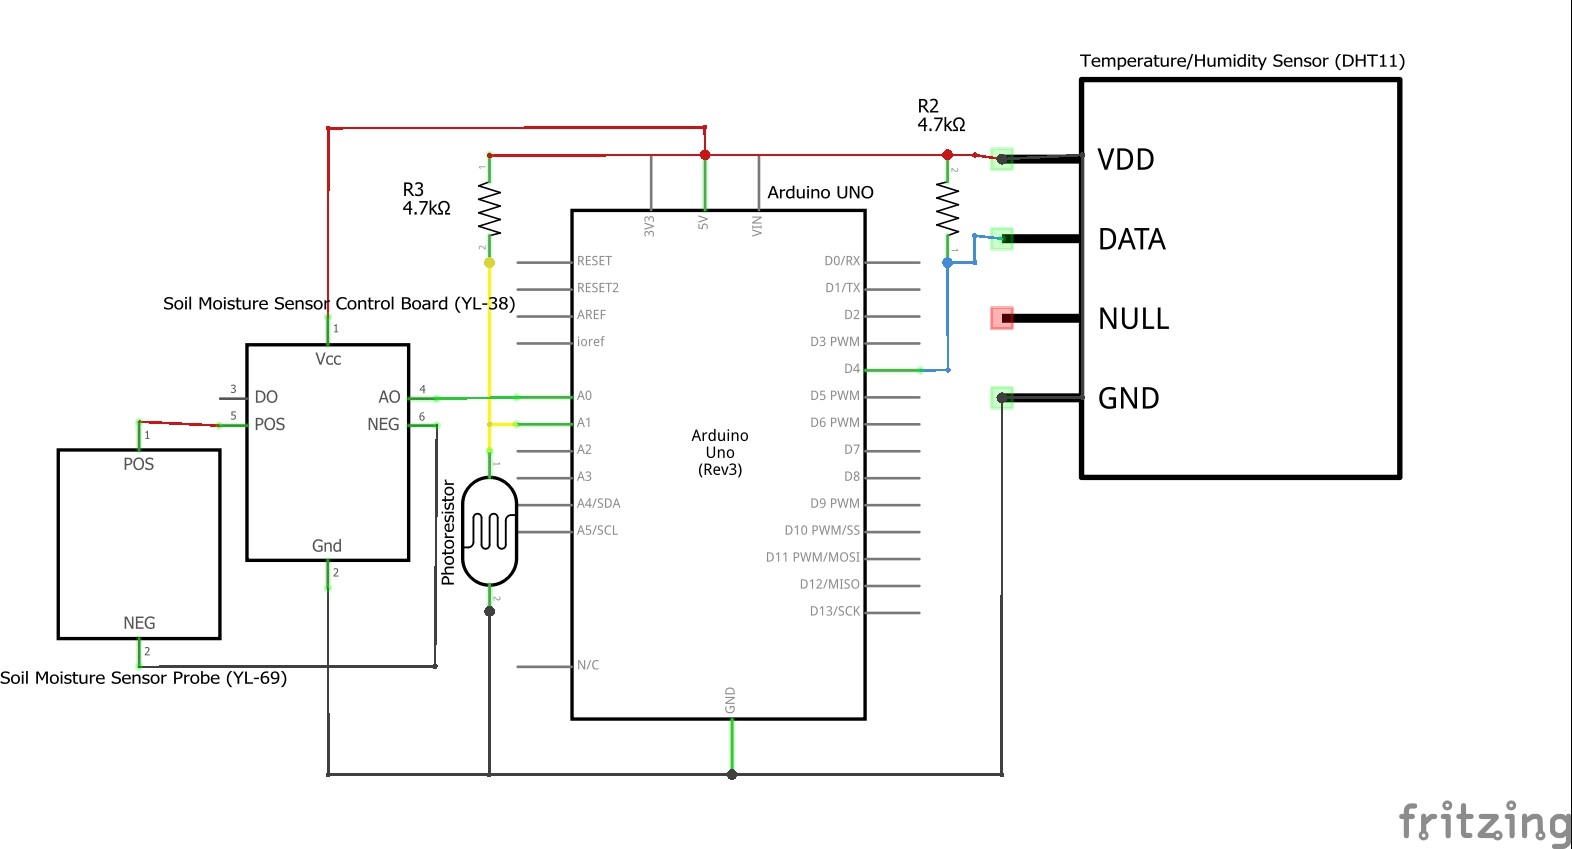 Temperature/Humidity Sensor (DHT11)
R2
4.7kΩ
VDD
DATA
NULL
GND
2
1
R3
4.7kΩ
1
2
Arduino UNO
3V3
5V
VIN
RESET
RESET2
AREF
ioref
A0
A1
A2
A3
A4/SDA
A5/SCL
N/C
D0/RX
D1/TX
D2
D3 PWM
D4
D5 PWM
D6 PWM
D7
D8
D9 PWM
D10 PWM/SS
D11 PWM/MOSI
D12/MISO
D13/SCK
Arduino
Uno
(Rev3)
GND
Soil Moisture Sensor Control Board (YL-38)
1
Vcc
3
DO
AO
4
5
POS
NEG
6
Gnd
2
1
POS
NEG
2
Soil Moisture Sensor Probe (YL-69)
Photoresistor
1
2
fritzing